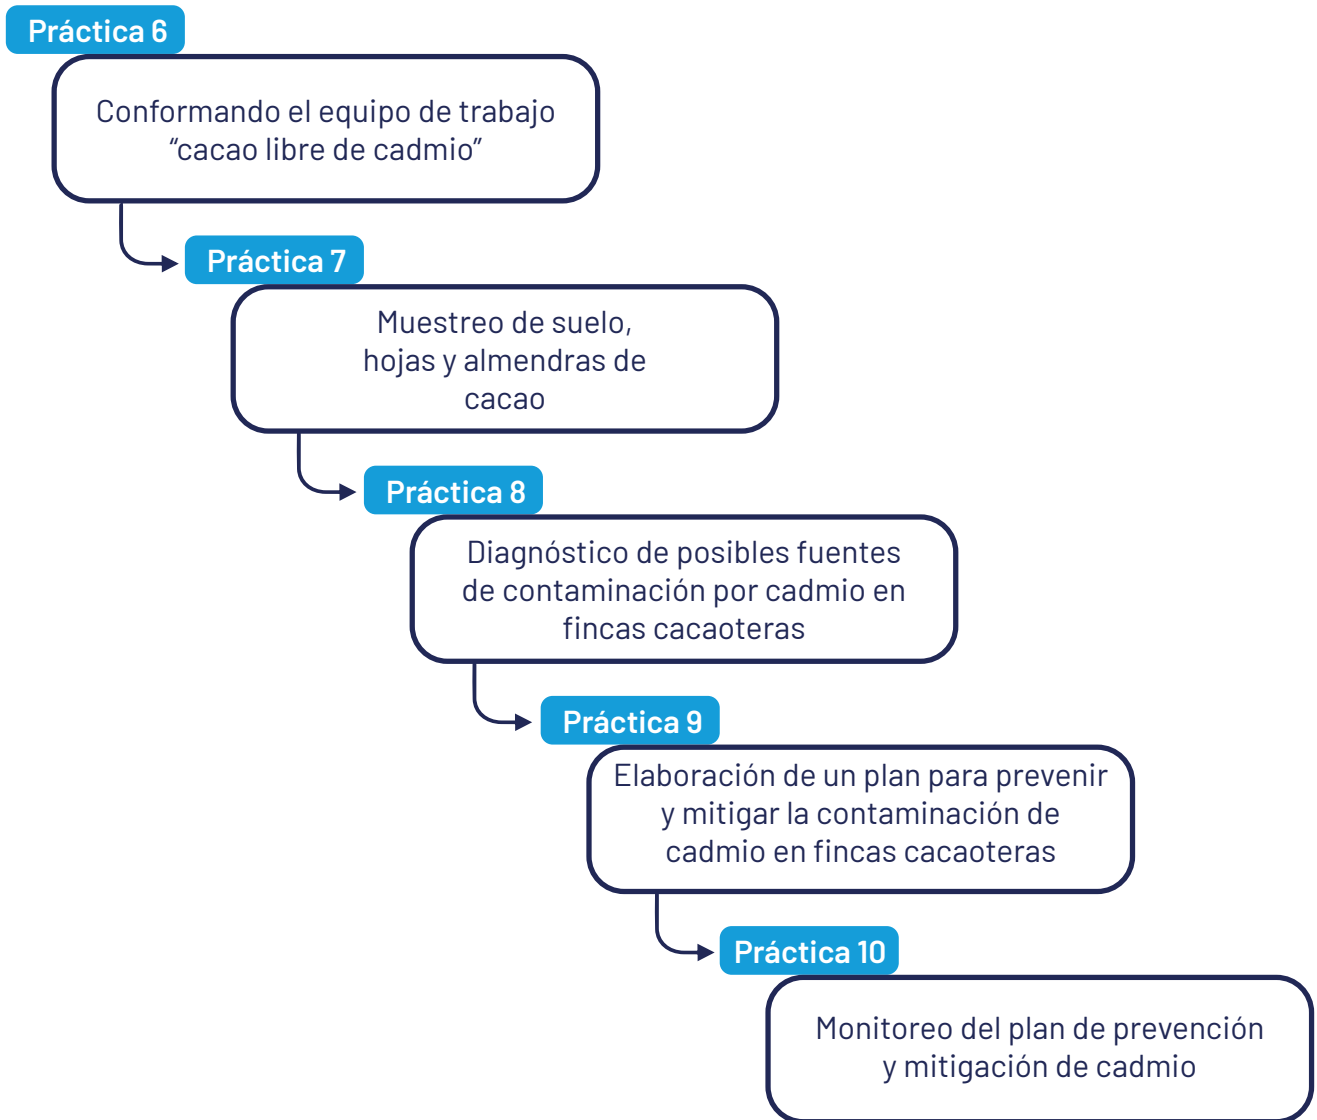 Práctica 6
Conformando el equipo de trabajo
“cacao libre de cadmio”
Práctica 7
Muestreo de suelo,
hojas y almendras de
cacao
Práctica 8
Diagnóstico de posibles fuentes
de contaminación por cadmio en
fincas cacaoteras
Práctica 9
Elaboración de un plan para prevenir
y mitigar la contaminación de
cadmio en fincas cacaoteras
Práctica 10
Monitoreo del plan de prevención
y mitigación de cadmio